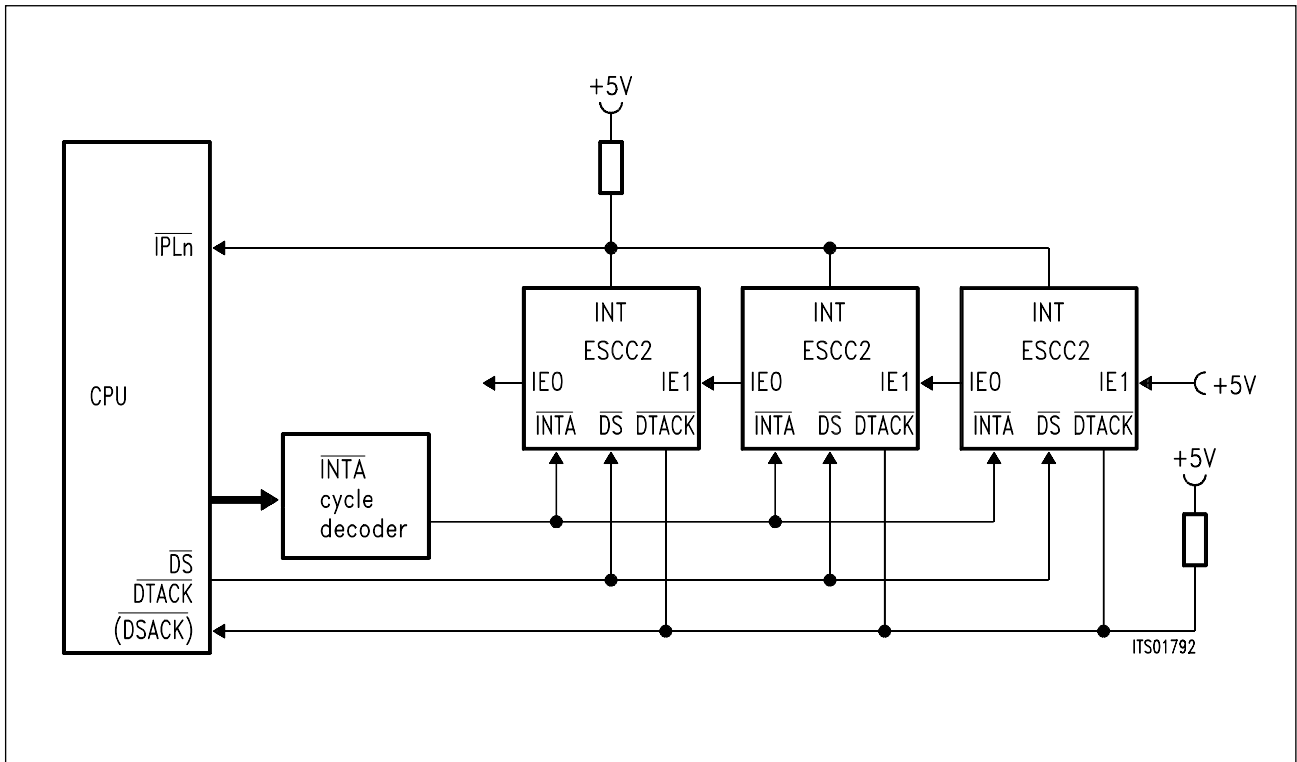 +5V
IPLn
CPU
INT
ESCC2
IE0 IE1
INTA DS DTACK
INT
ESCC2
IE0 IE1
INTA DS DTACK
INT
ESCC2
IE0 IE1
INTA DS DTACK
+5V
+5V
INTA
cycle
decoder
DS
DTACK
(DSACK)
ITS01792